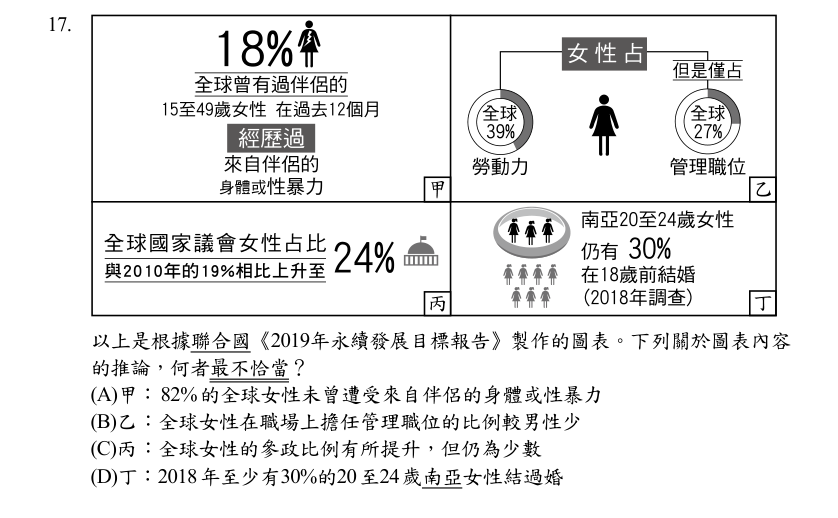 17.
18%
全球曾有過伴侶的
15至49歲女性 在過去12個月
經歷過
來自伴侶的
身體或性暴力
甲
女性占
但是僅占
全球
39%
勞動力
全球
27%
管理職位
乙
全球國家議會女性占比
與2010年的19%相比上升至
24%
丙
南亞20至24歲女性
仍有 30%
在18歲前結婚
(2018年調查)
丁
以上是根據聯合國《2019年永續發展目標報告》製作的圖表。下列關於圖表內容
的推論,何者最不恰當?
(A)甲:82%的全球女性未曾遭受來自伴侶的身體或性暴力
(B)乙:全球女性在職場上擔任管理職位的比例較男性少
(C)丙:全球女性的參政比例有所提升,但仍為少數
(D)丁:2018年至少有30%的20至24歲南亞女性結過婚